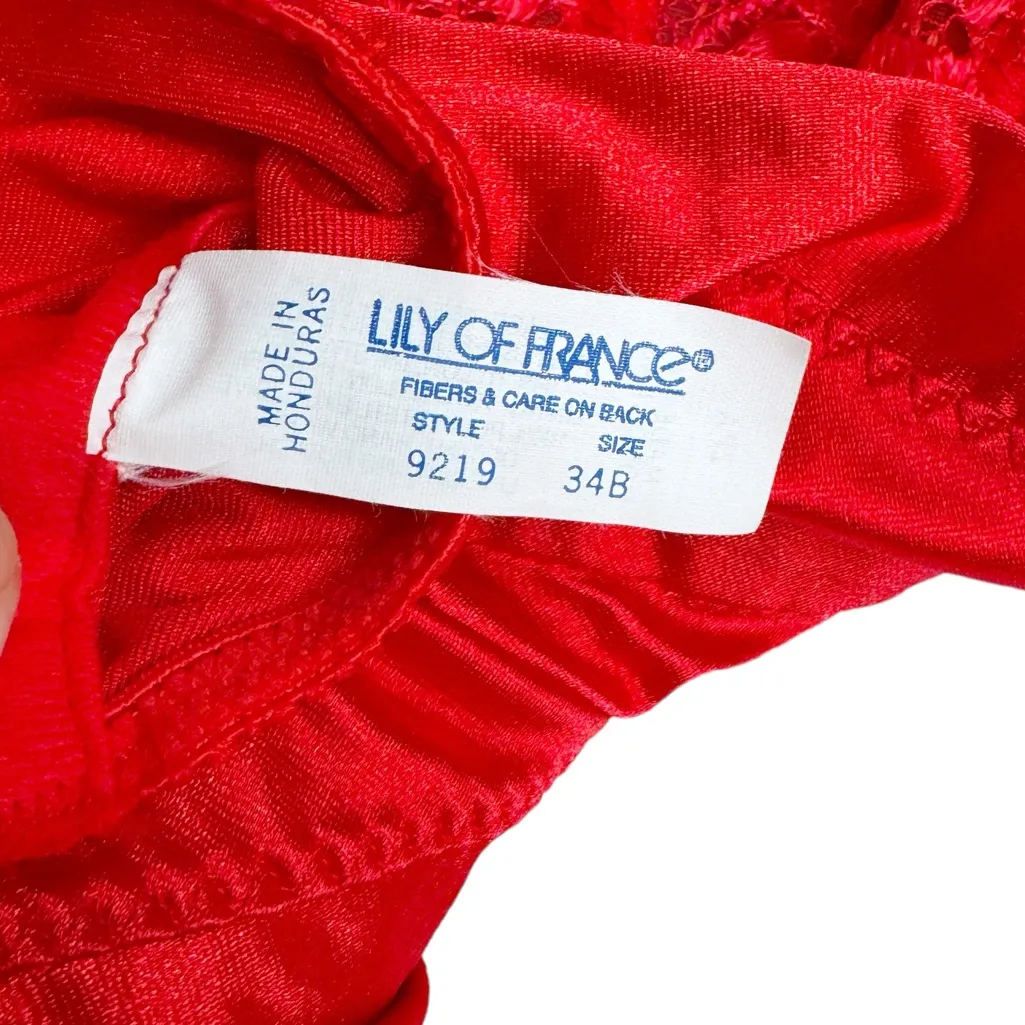 MADE IN
HONDURAS
LILY OF FRANCE®
FIBERS & CARE ON BACK
STYLE SIZE
9219 34B